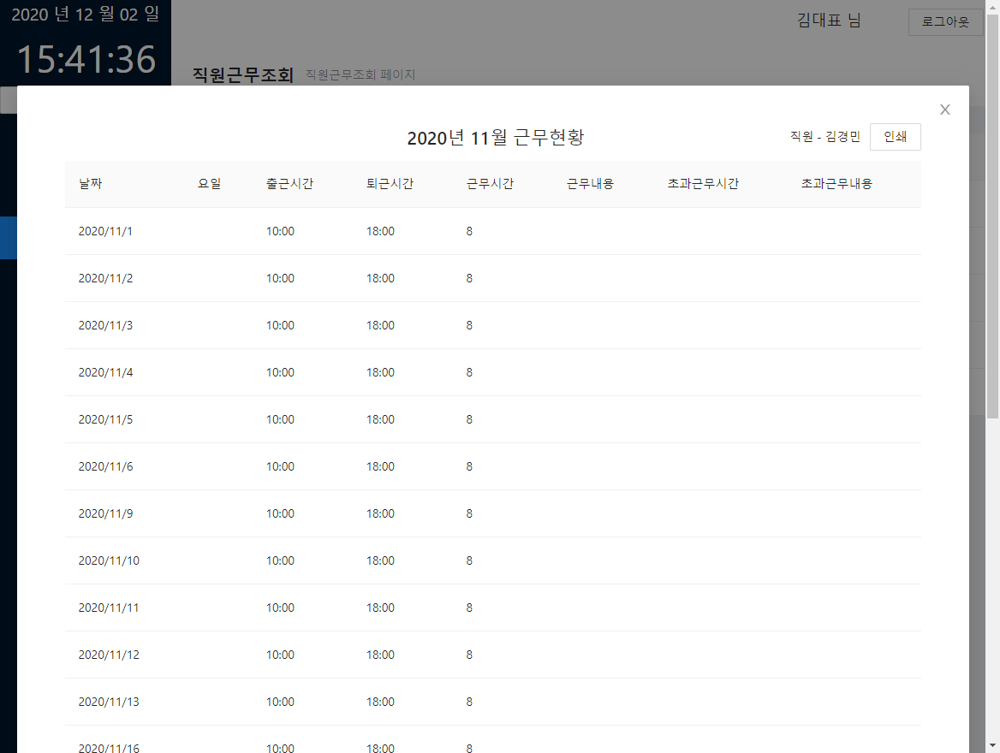 2020 년 12 월 02 일
15:41:36
김대표 님
로그아웃
직원근무조회 직원근무조회 페이지
X
2020년 11월 근무현황
직원 - 김경민
인쇄
날짜 요일 출근시간 퇴근시간 근무시간 근무내용 초과근무시간 초과근무내용
2020/11/1 10:00 18:00 8
2020/11/2 10:00 18:00 8
2020/11/3 10:00 18:00 8
2020/11/4 10:00 18:00 8
2020/11/5 10:00 18:00 8
2020/11/6 10:00 18:00 8
2020/11/9 10:00 18:00 8
2020/11/10 10:00 18:00 8
2020/11/11 10:00 18:00 8
2020/11/12 10:00 18:00 8
2020/11/13 10:00 18:00 8
2020/11/16 10:00 18:00 8